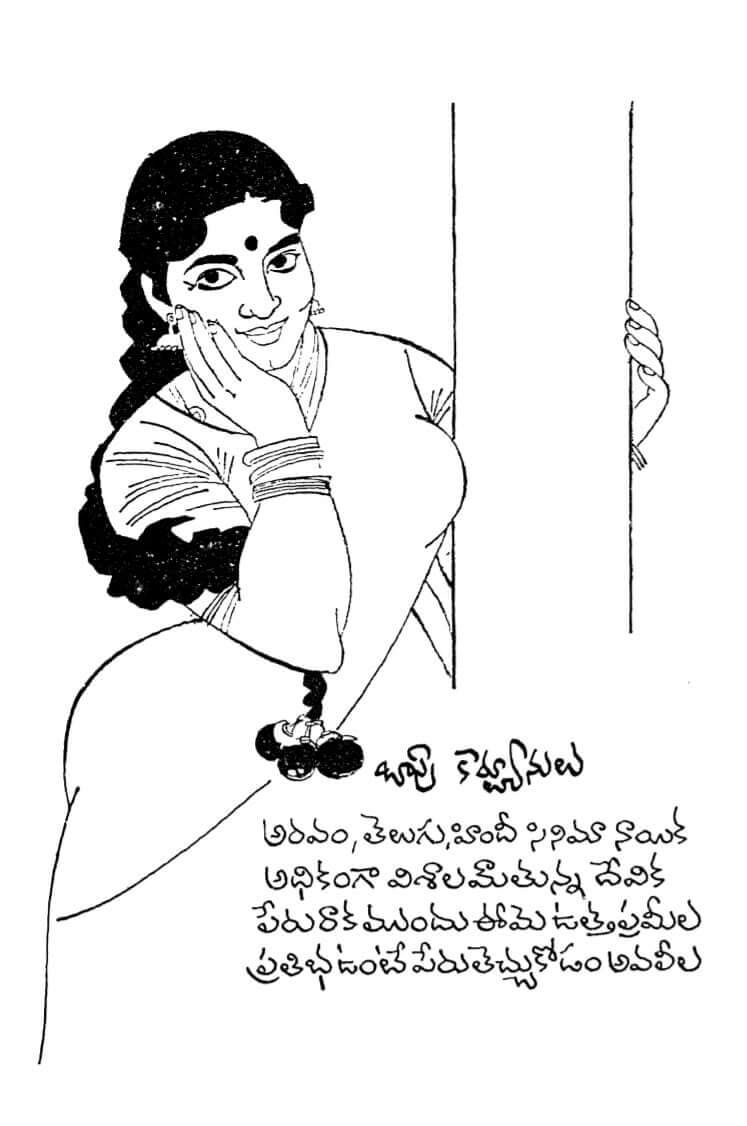 బాపు కార్టూనులు
అరవం, తెలుగు, హిందీ సినిమా నాయిక
అధికంగా విశాలమౌతున్న దేవిక
పేరు రాక ముందు ఈమె ఉత్త ప్రమీల
ప్రతిభ ఉంటే పేరు తెచ్చుకోడం అవలీల